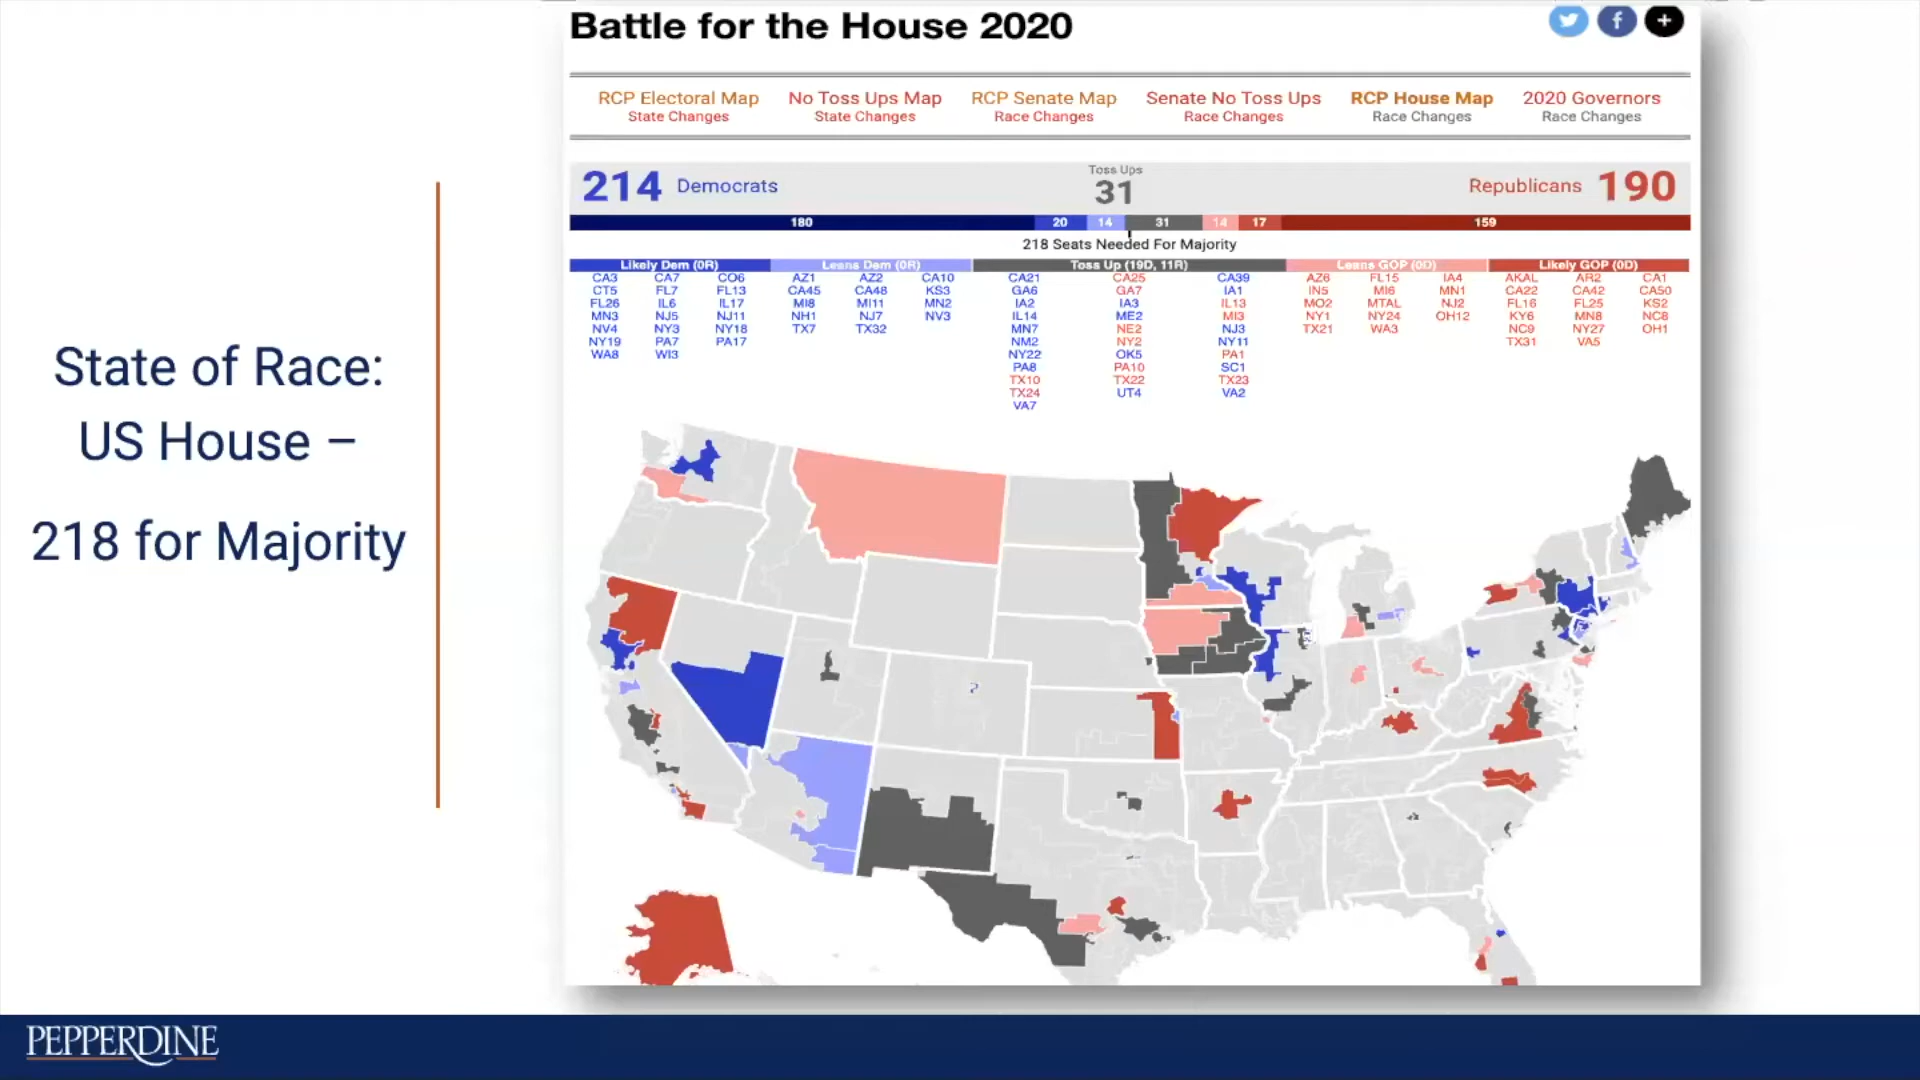 State of Race:
US House –
218 for Majority
Battle for the House 2020
RCP Electoral Map No Toss Ups Map RCP Senate Map Senate No Toss Ups RCP House Map 2020 Governors
State Changes State Changes Race Changes Race Changes Race Changes Race Changes
214 Democrats Toss Ups 31 Republicans 190
180 20 14 31 14 17 159
218 Seats Needed For Majority
Likely Dem (0R) Leans Dem (0R) Toss Up (19D, 11R) Leans GOP (0D) Likely GOP (0D)
CA3 CA7 CO6 AZ1 AZ2 CA10 CA21 CA25 CA39 AZ6 FL15 IA4 AKAL AR2 CA1
CT5 FL7 FL13 CA45 CA48 KS3 GA6 GA7 IA1 IN5 MI6 MN1 CA22 CA42 CA50
FL26 IL6 IL17 MI8 MI11 MN2 IA2 IA3 IL13 MO2 MTAL NJ2 FL16 FL25 KS2
MN3 NJ5 NJ11 NH1 NJ7 NV3 IL14 ME2 MI3 NY1 NY24 OH12 KY6 MN8 NC8
NV4 NY3 NY18 TX7 TX32 MN7 NE2 NJ3 TX21 WA3 NC9 NY27 OH1
NY19 PA7 PA17 NM2 NY2 NY11 TX31 VA5
WA8 WI3 NY22 OK5 PA1
PA8 PA10 SC1
TX10 TX22 TX23
TX24 UT4 VA2
VA7
PEPPERDINE